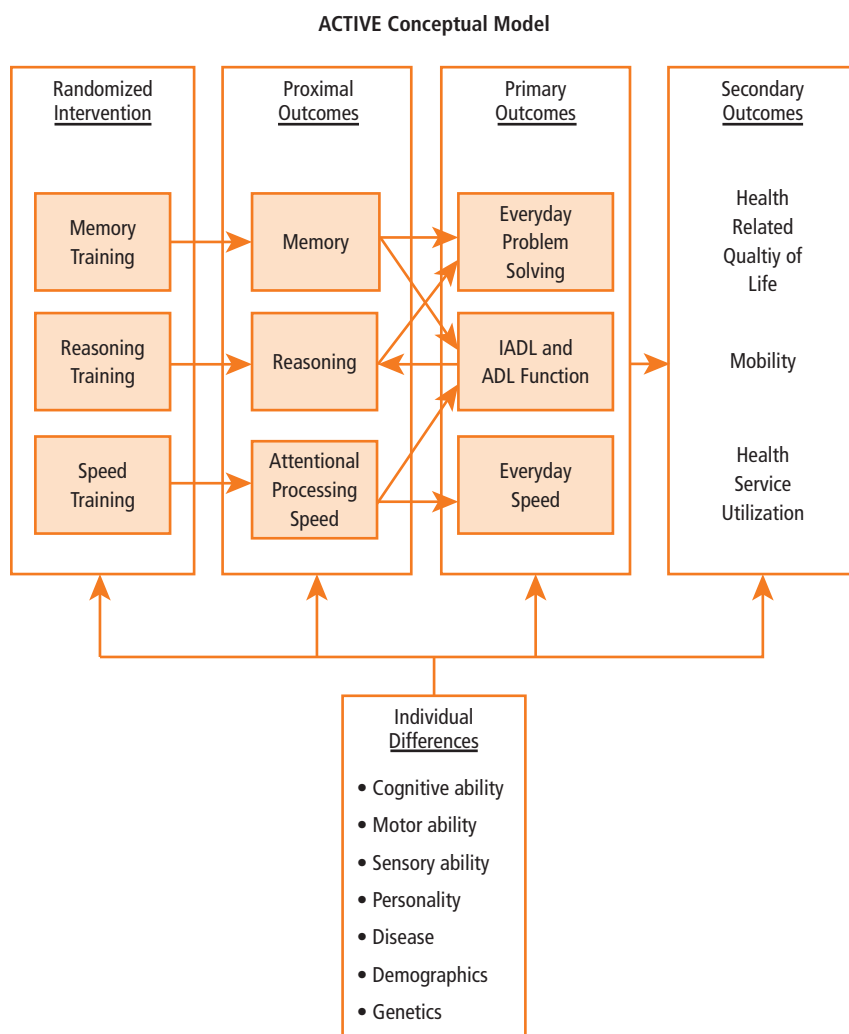 ACTIVE Conceptual Model
Randomized
Intervention
Memory
Training
Reasoning
Training
Speed
Training
Proximal
Outcomes
Memory
Reasoning
Attentional
Processing
Speed
Primary
Outcomes
Everyday
Problem
Solving
IADL and
ADL Function
Everyday
Speed
Secondary
Outcomes
Health
Related
Qualtiy of
Life
Mobility
Health
Service
Utilization
Individual
Differences
• Cognitive ability
• Motor ability
• Sensory ability
• Personality
• Disease
• Demographics
• Genetics